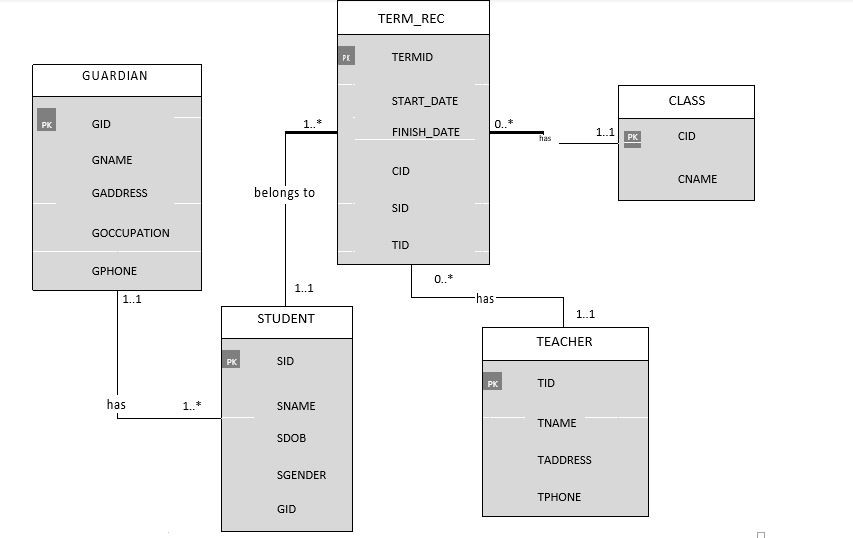 TERM_REC
PK TERMID
START_DATE
FINISH_DATE
CID
SID
TID
GUARDIAN
PK GID
GNAME
GADDRESS
GOCCUPATION
GPHONE
CLASS
PK CID
CNAME
1..*
0..*
has
1..1
belongs to
1..1
0..*
has
1..1
1..1
has
1..*
STUDENT
PK SID
SNAME
SDOB
SGENDER
GID
TEACHER
PK TID
TNAME
TADDRESS
TPHONE